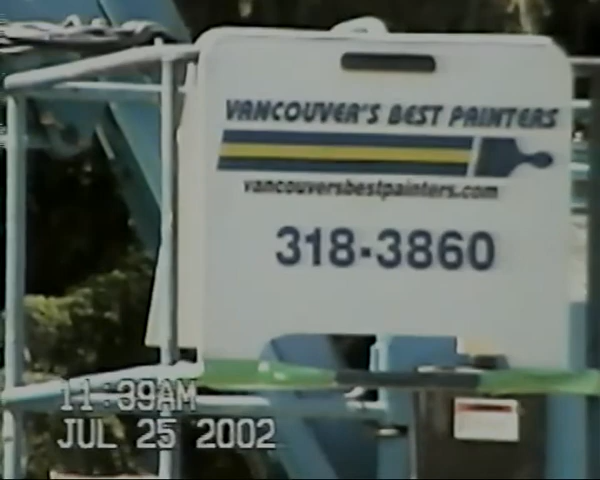 VANCOUVER'S BEST PAINTERS
vancouversbestpainters.com
318-3860
11:39AM
JUL 25 2002